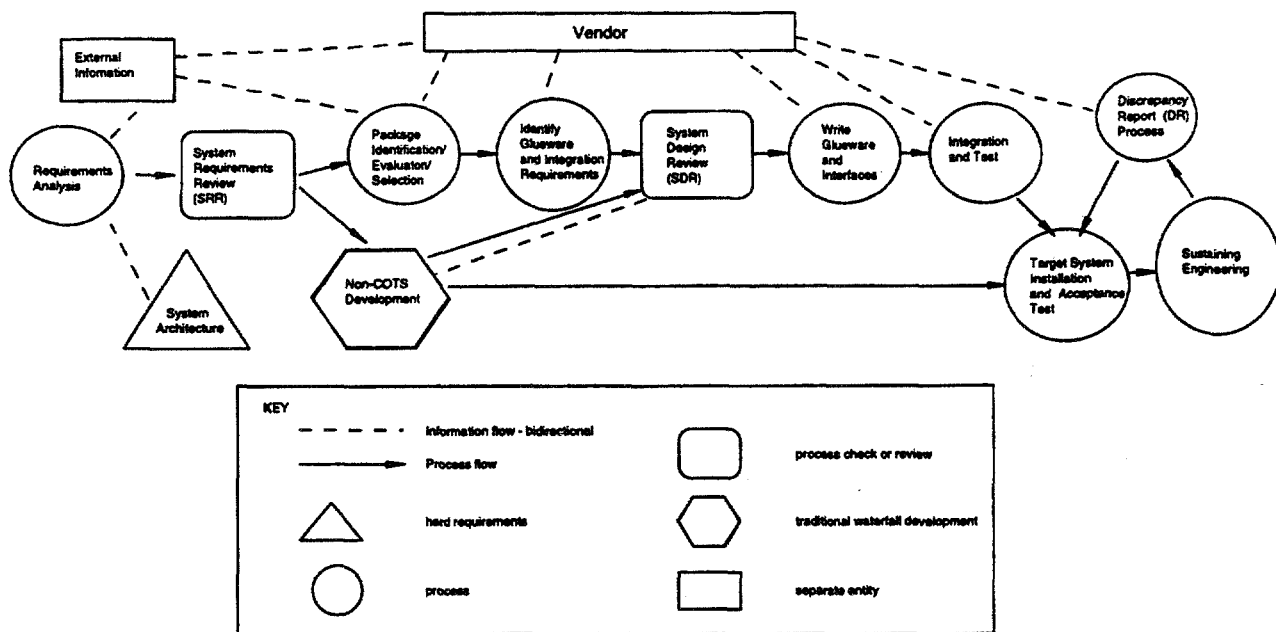 Vendor
External
Infomation
Requirements
Analysis
System
Requirements
Review
(SRR)
Package
Identification/
Evaluaton/
Selection
Identify
Glueware
and Integration
Requirements
System
Design
Review
(SDR)
Write
Glueware
and
Interfaces
Integration
and Test
Discrepancy
Report (DR)
Process
System
Architecture
Non-COTS
Development
Target System
Installation
and Acceptance
Test
Sustaining
Engineering
KEY
Information flow - bidirectional
Process flow
hard requirements
process
process check or review
traditional waterfall development
separate entity